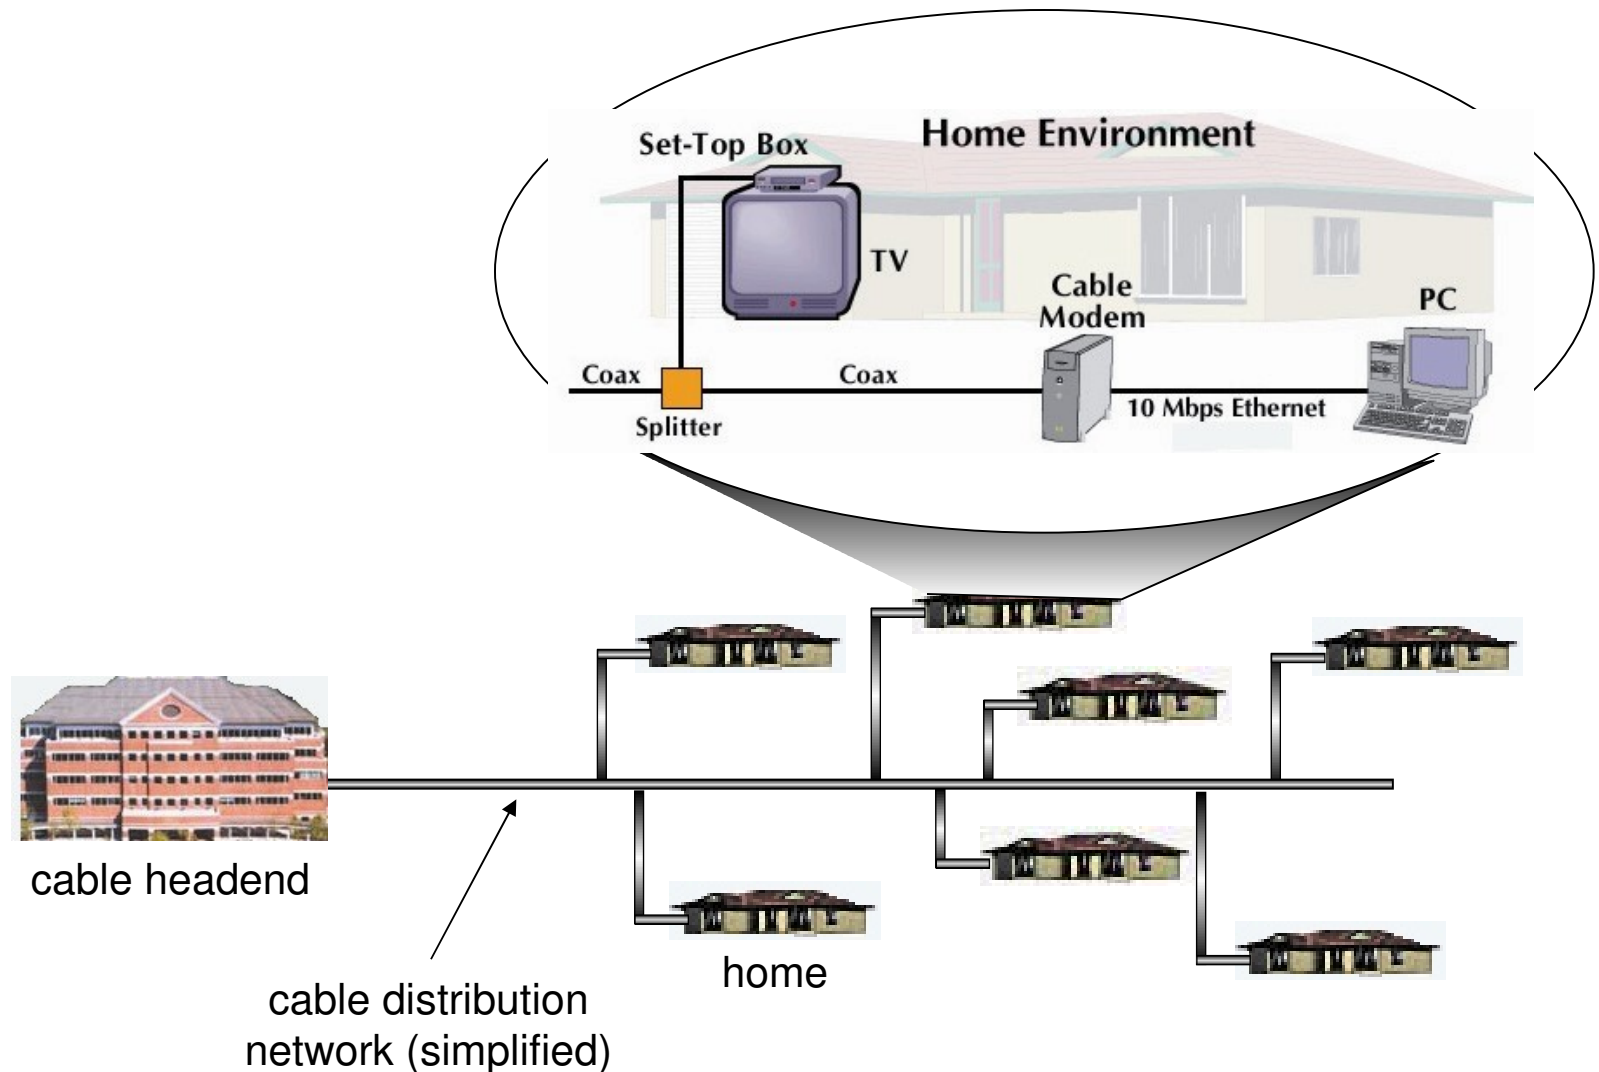 Home Environment
Set-Top Box
TV
Cable
Modem
PC
Coax
Coax
10 Mbps Ethernet
Splitter
cable headend
home
cable distribution
network (simplified)